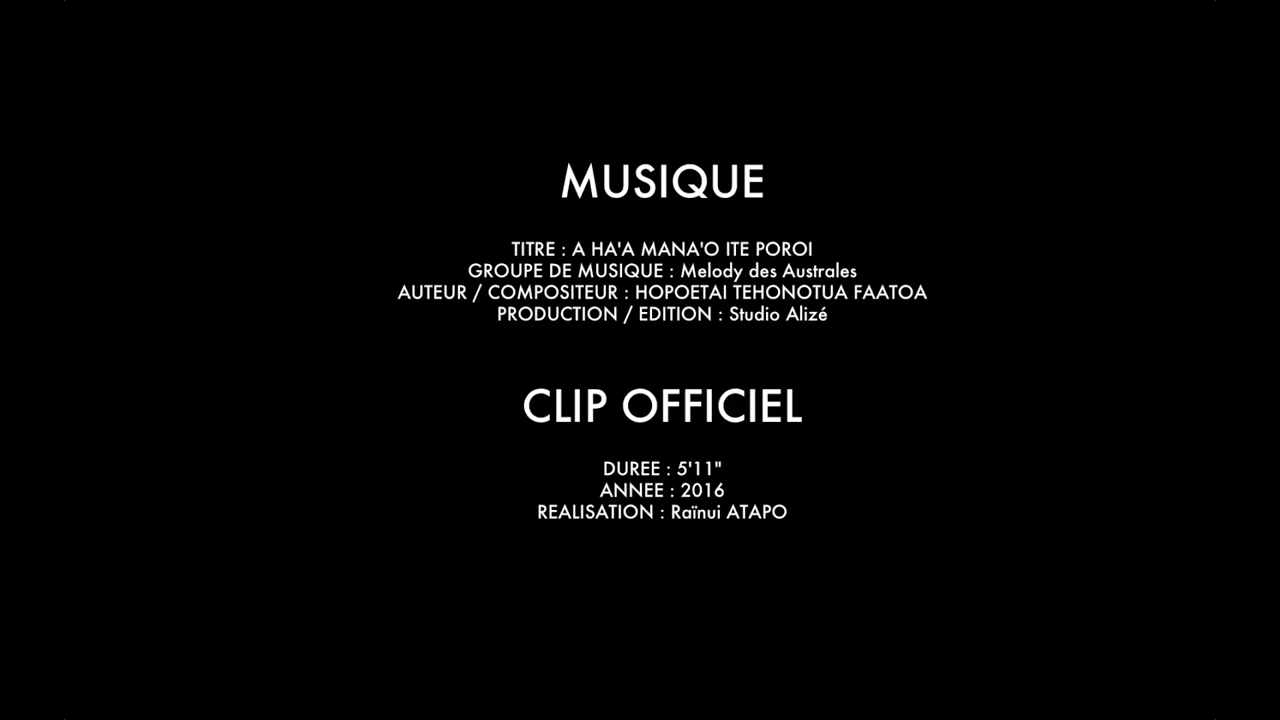 MUSIQUE
TITRE : A HA'A MANA'O ITE POROI
GROUPE DE MUSIQUE : Melody des Australes
AUTEUR / COMPOSITEUR : HOPOETAI TEHONOTUA FAATOA
PRODUCTION / EDITION : Studio Alizé
CLIP OFFICIEL
DUREE : 5'11"
ANNEE : 2016
REALISATION : Raïnui ATAPO